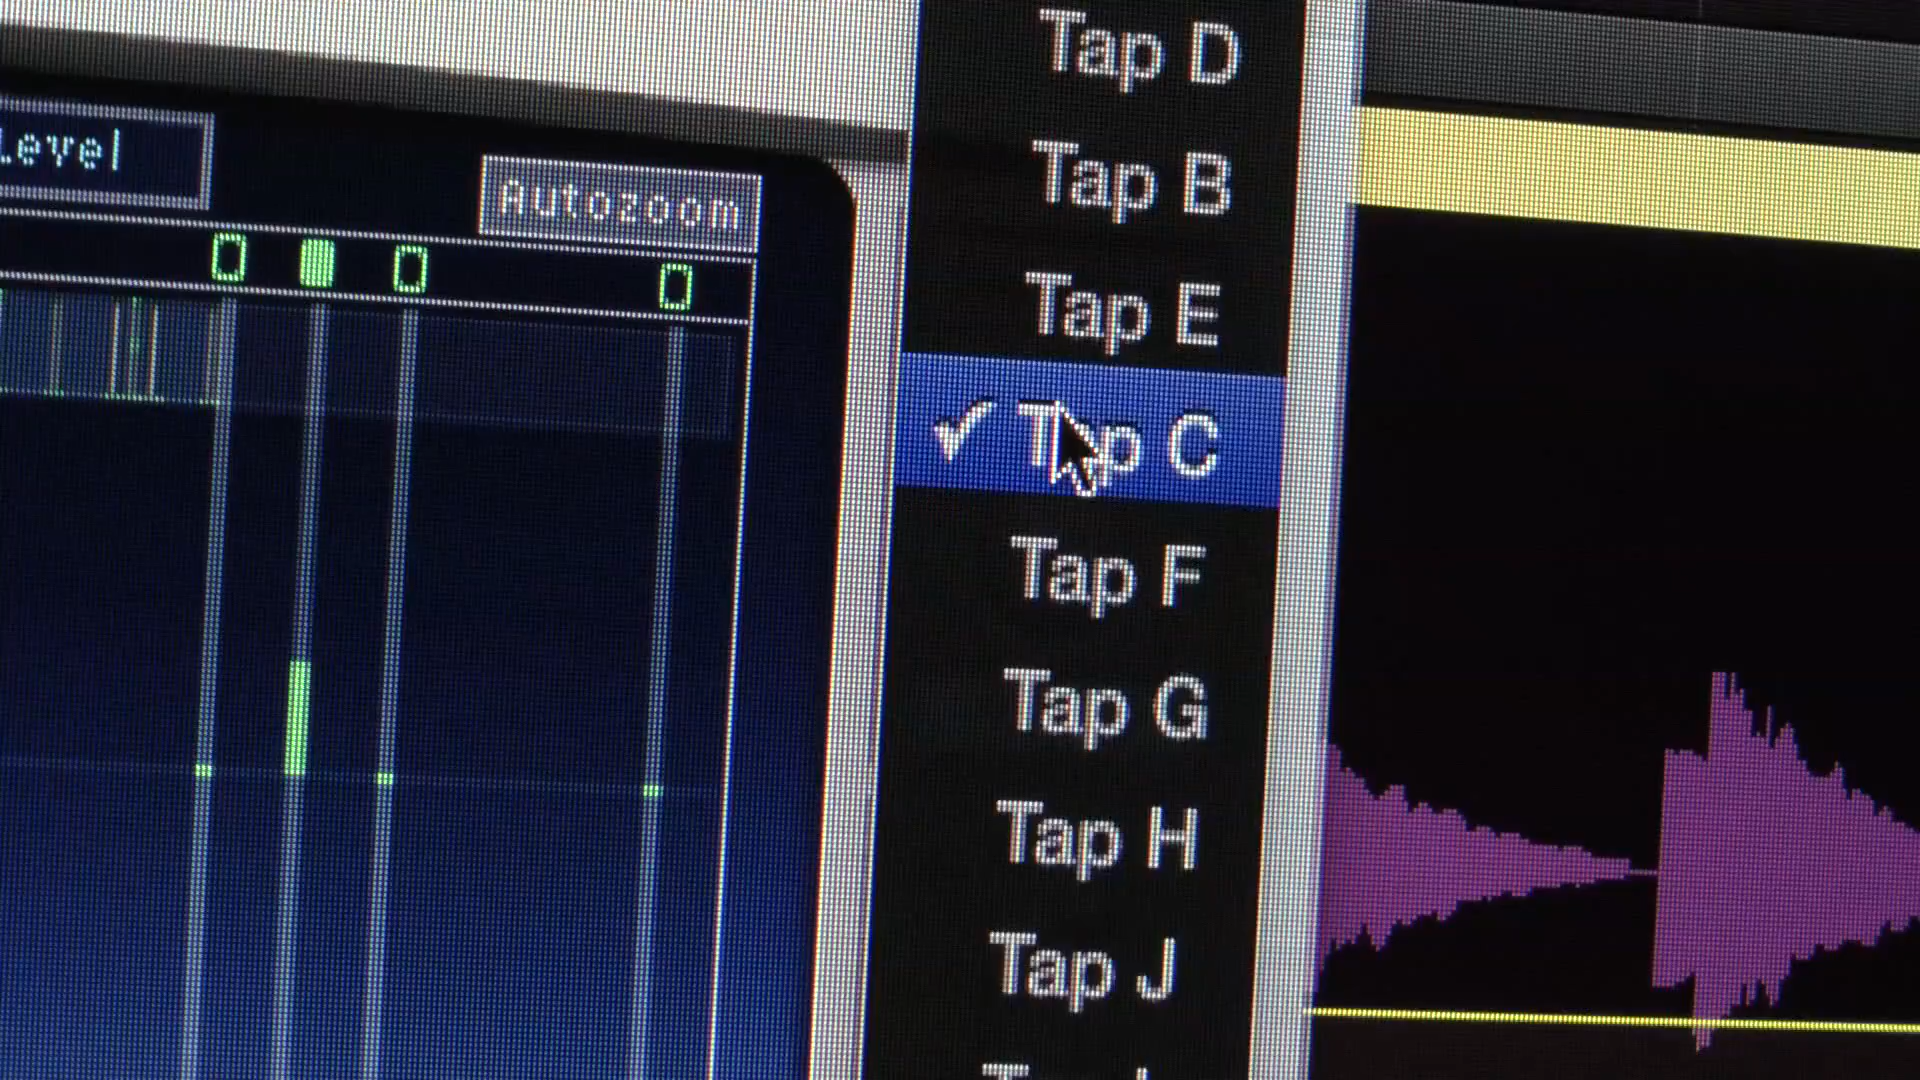 Level
Autozoom
Tap D
Tap B
Tap E
✓ Tap C
Tap F
Tap G
Tap H
Tap J